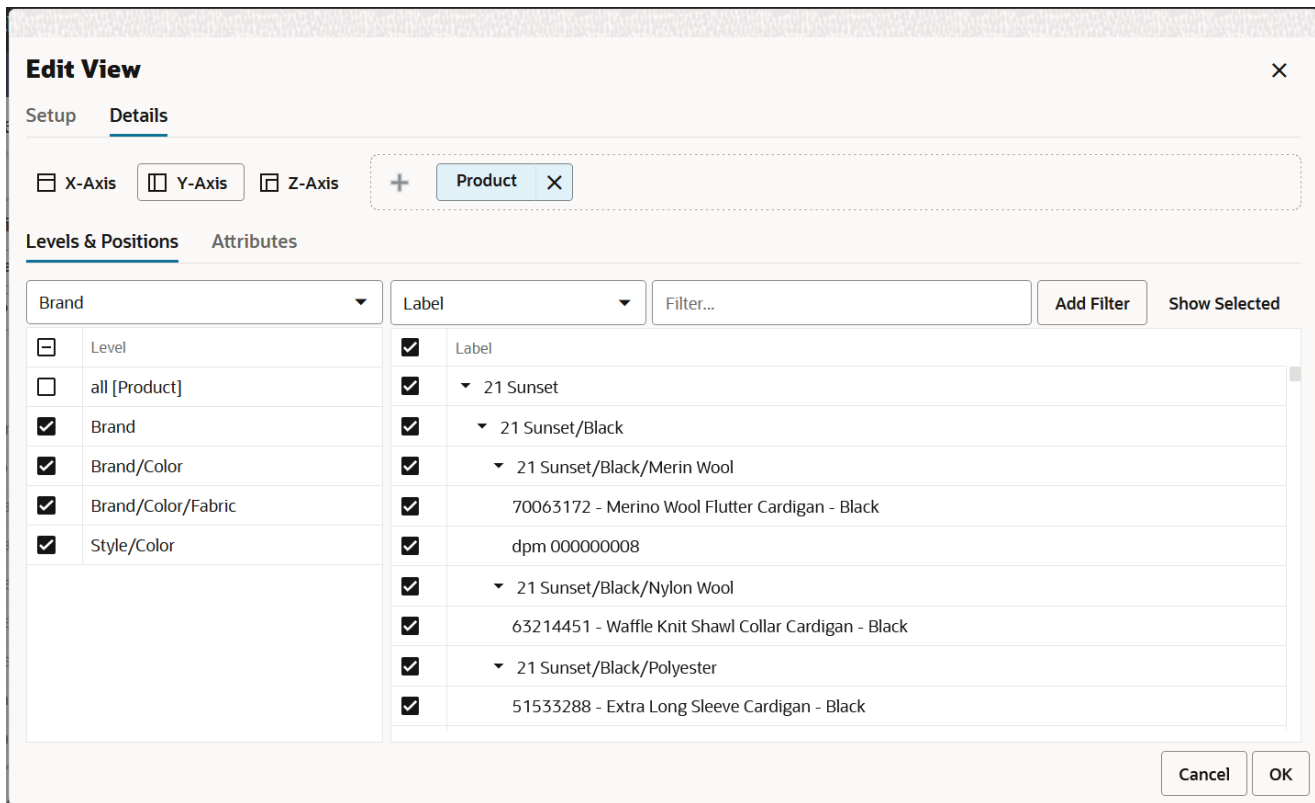 Edit View
Setup Details
X-Axis Y-Axis Z-Axis Product
Levels & Positions Attributes
Brand Label Filter... Add Filter Show Selected
Level Label
all [Product] 21 Sunset
Brand 21 Sunset/Black
Brand/Color 21 Sunset/Black/Merin Wool
Brand/Color/Fabric 70063172 - Merino Wool Flutter Cardigan - Black
Style/Color dpm 000000008
21 Sunset/Black/Nylon Wool
63214451 - Waffle Knit Shawl Collar Cardigan - Black
21 Sunset/Black/Polyester
51533288 - Extra Long Sleeve Cardigan - Black
Cancel OK